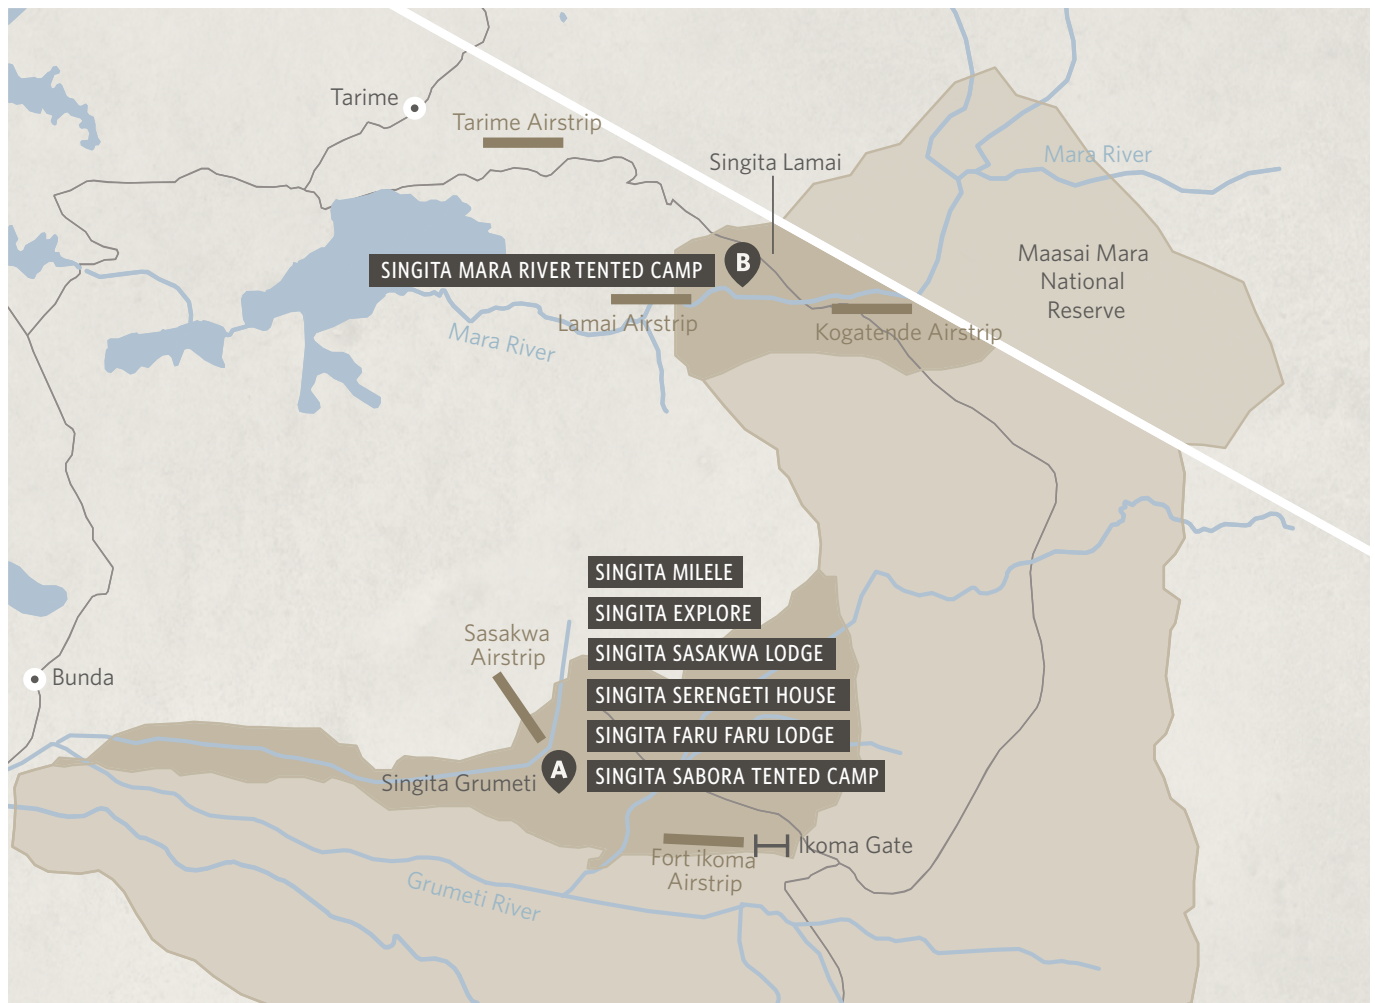 Tarime
Tarime Airstrip
Singita Lamai
Mara River
Maasai Mara
National
Reserve
SINGITA MARA RIVER TENTED CAMP
B
Lamai Airstrip
Kogatende Airstrip
Mara River
SINGITA MILELE
SINGITA EXPLORE
Sasakwa
Airstrip
SINGITA SASAKWA LODGE
Bunda
SINGITA SERENGETI HOUSE
SINGITA FARU FARU LODGE
A
SINGITA SABORA TENTED CAMP
Singita Grumeti
Ikoma Gate
Fort ikoma
Airstrip
Grumeti River